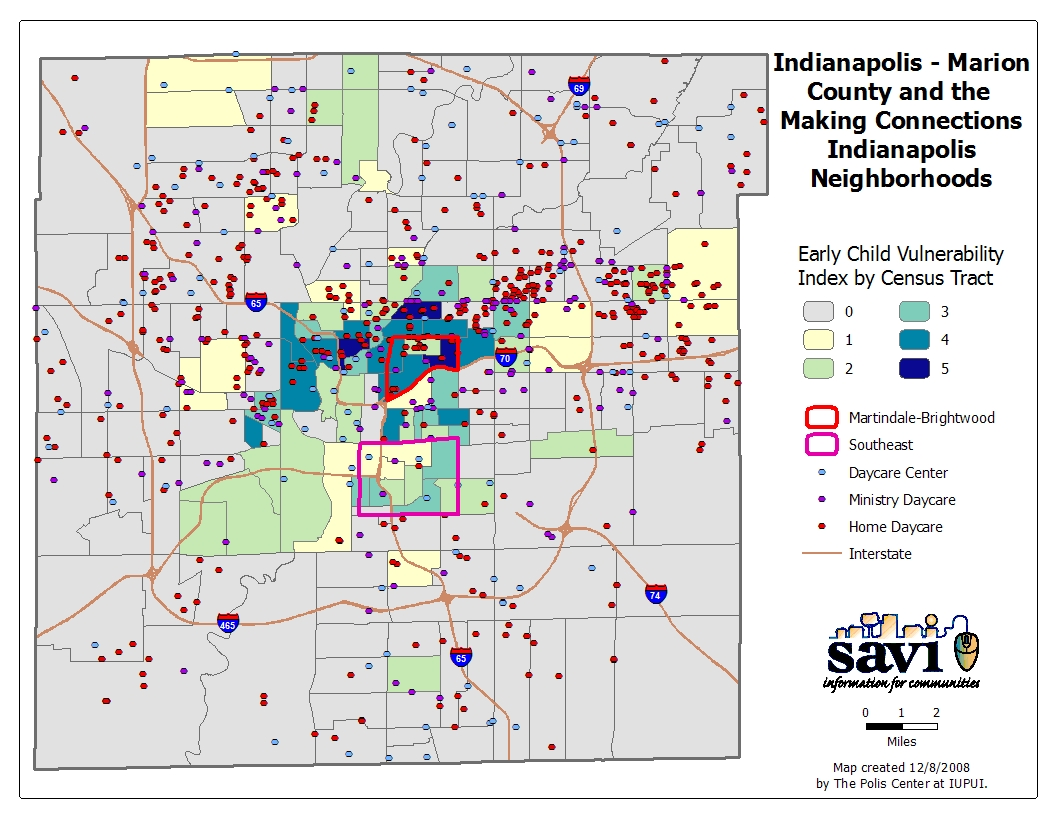 Indianapolis - Marion
County and the
Making Connections
Indianapolis
Neighborhoods
69
Early Child Vulnerability
Index by Census Tract
0
3
1
4
2
5
65
70
Martindale-Brightwood
Southeast
Daycare Center
Ministry Daycare
Home Daycare
Interstate
74
465
65
savi
information for communities
0 1 2
Miles
Map created 12/8/2008
by The Polis Center at IUPUI.